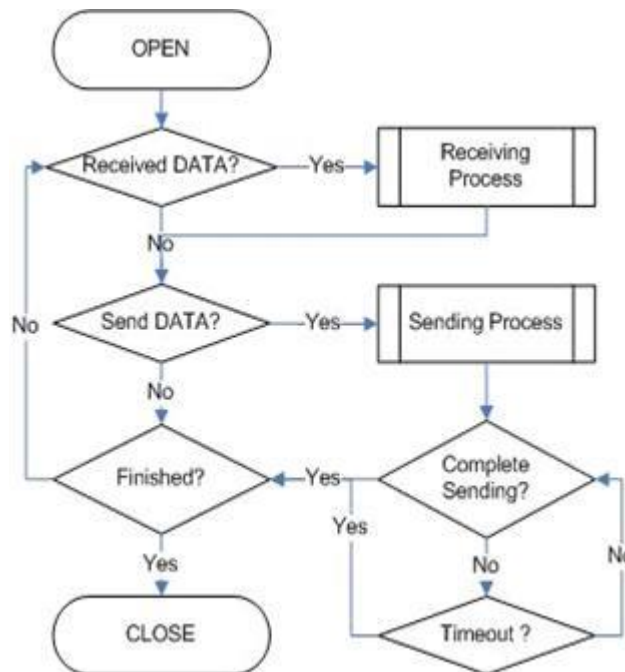 OPEN
Received DATA?
Yes
Receiving
Process
No
Send DATA?
Yes
Sending Process
No
No
Finished?
Yes
Complete
Sending?
Yes
No
No
Yes
CLOSE
Timeout ?